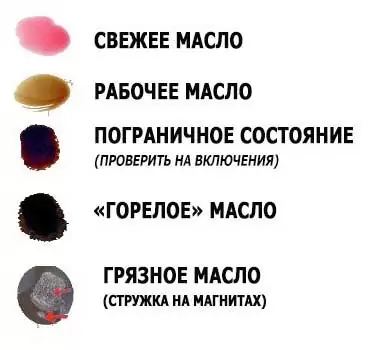 СВЕЖЕЕ МАСЛО
РАБОЧЕЕ МАСЛО
ПОГРАНИЧНОЕ СОСТОЯНИЕ
(ПРОВЕРИТЬ НА ВКЛЮЧЕНИЯ)
«ГОРЕЛОЕ» МАСЛО
ГРЯЗНОЕ МАСЛО
(СТРУЖКА НА МАГНИТАХ)